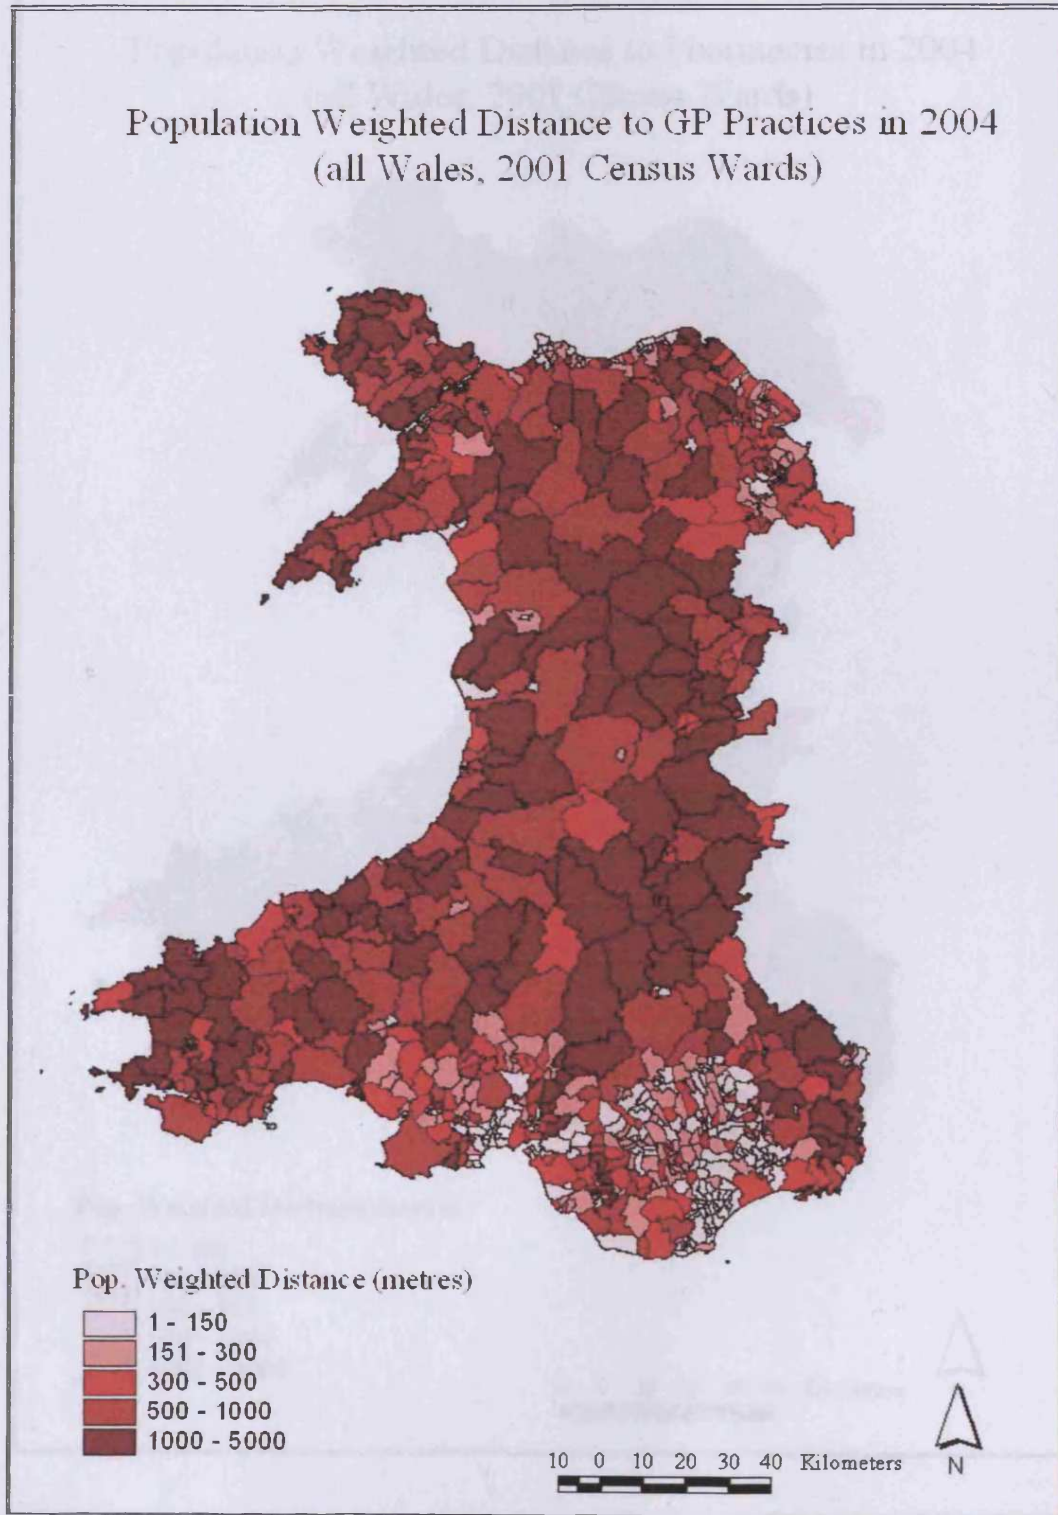 Population Weighted Distance to GP Practices in 2004
(all Wales, 2001 Census Wards)
Pop. Weighted Distance (metres)
1 - 150
151 - 300
300 - 500
500 - 1000
1000 - 5000
10 0 10 20 30 40 Kilometers
N